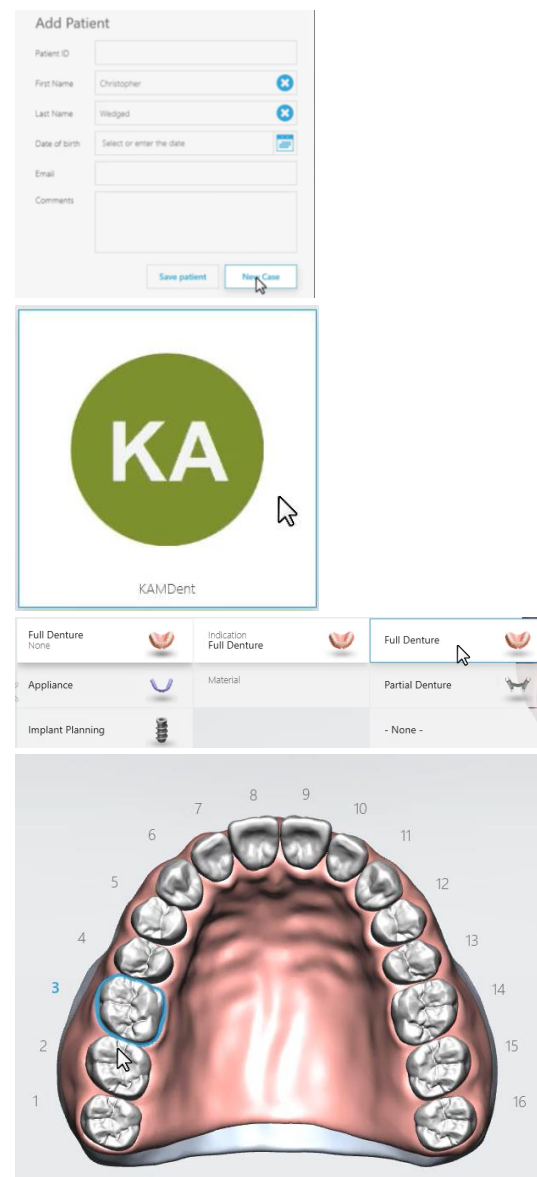 Add Patient
Patient ID
First Name Christopher
Last Name Wedged
Date of birth Select or enter the date
Email
Comments
Save patient New Case
KA
KAMDent
Full Denture
None
Indication
Full Denture
Full Denture
Appliance
Material
Partial Denture
Implant Planning
- None -
8 9
7 10
6 11
5 12
4 13
3 14
2 15
1 16